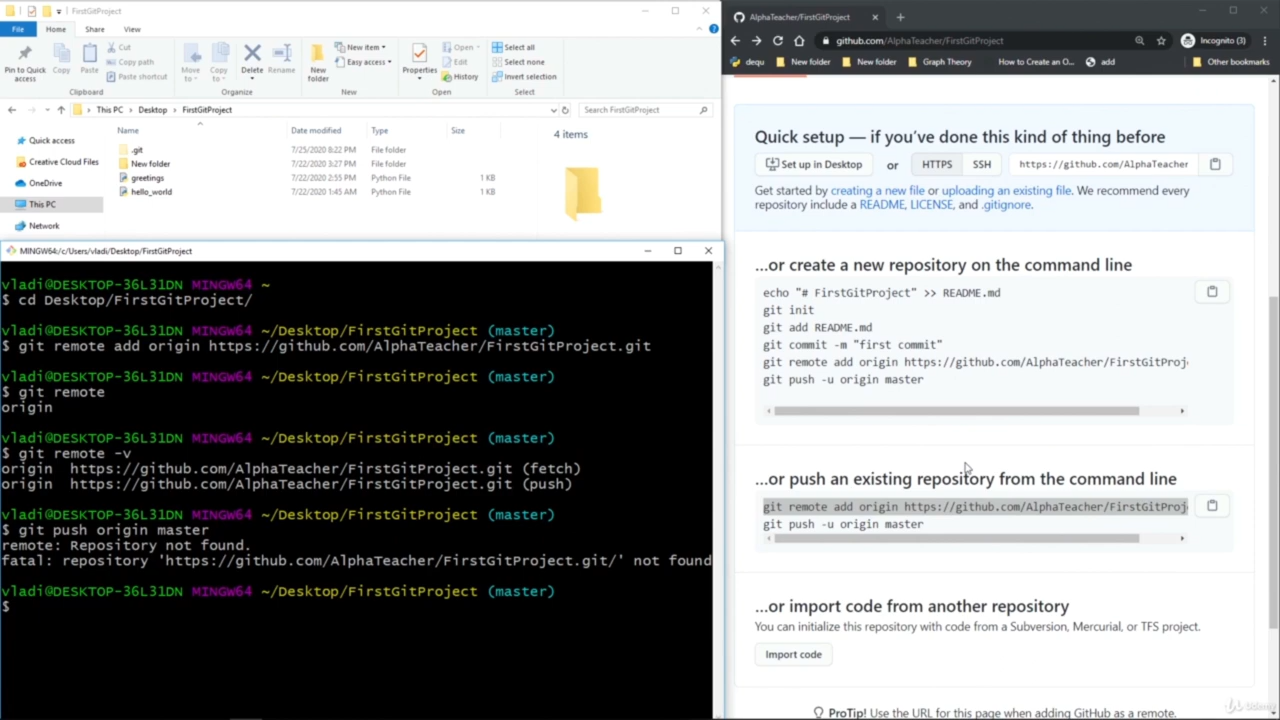 FirstGitProject
File Home Share View
Pin to Quick access
Copy
Paste
Cut
Copy path
Paste shortcut
Clipboard
Move to
Copy to
Delete
Rename
Organize
New folder
New item
Easy access
New
Properties
Open
Edit
History
Open
Select all
Select none
Invert selection
Select
This PC > Desktop > FirstGitProject
Search FirstGitProject
Quick access
Creative Cloud Files
OneDrive
This PC
Network
Name Date modified Type Size
.git 7/25/2020 8:22 PM File folder
New folder 7/22/2020 3:27 PM File folder
greetings 7/22/2020 2:55 PM Python File 1 KB
hello_world 7/22/2020 1:45 AM Python File 1 KB
4 items
MINGW64:/c/Users/vladi/Desktop/FirstGitProject
vladi@DESKTOP-36L31DN MINGW64 ~
$ cd Desktop/FirstGitProject/
vladi@DESKTOP-36L31DN MINGW64 ~/Desktop/FirstGitProject (master)
$ git remote add origin https://github.com/AlphaTeacher/FirstGitProject.git
vladi@DESKTOP-36L31DN MINGW64 ~/Desktop/FirstGitProject (master)
$ git remote
origin
vladi@DESKTOP-36L31DN MINGW64 ~/Desktop/FirstGitProject (master)
$ git remote -v
origin https://github.com/AlphaTeacher/FirstGitProject.git (fetch)
origin https://github.com/AlphaTeacher/FirstGitProject.git (push)
vladi@DESKTOP-36L31DN MINGW64 ~/Desktop/FirstGitProject (master)
$ git push origin master
remote: Repository not found.
fatal: repository 'https://github.com/AlphaTeacher/FirstGitProject.git/' not found
vladi@DESKTOP-36L31DN MINGW64 ~/Desktop/FirstGitProject (master)
$
AlphaTeacher/FirstGitProject
github.com/AlphaTeacher/FirstGitProject
Incognito (3)
dequ New folder New folder Graph Theory How to Create an O... add Other bookmarks
Quick setup — if you've done this kind of thing before
Set up in Desktop or HTTPS SSH https://github.com/AlphaTeacher
Get started by creating a new file or uploading an existing file. We recommend every
repository include a README, LICENSE, and .gitignore.
...or create a new repository on the command line
echo "# FirstGitProject" >> README.md
git init
git add README.md
git commit -m "first commit"
git remote add origin https://github.com/AlphaTeacher/FirstGitProje
git push -u origin master
...or push an existing repository from the command line
git remote add origin https://github.com/AlphaTeacher/FirstGitProje
git push -u origin master
...or import code from another repository
You can initialize this repository with code from a Subversion, Mercurial, or TFS project.
Import code
ProTip! Use the URL for this page when adding GitHub as a remote.
Udemy